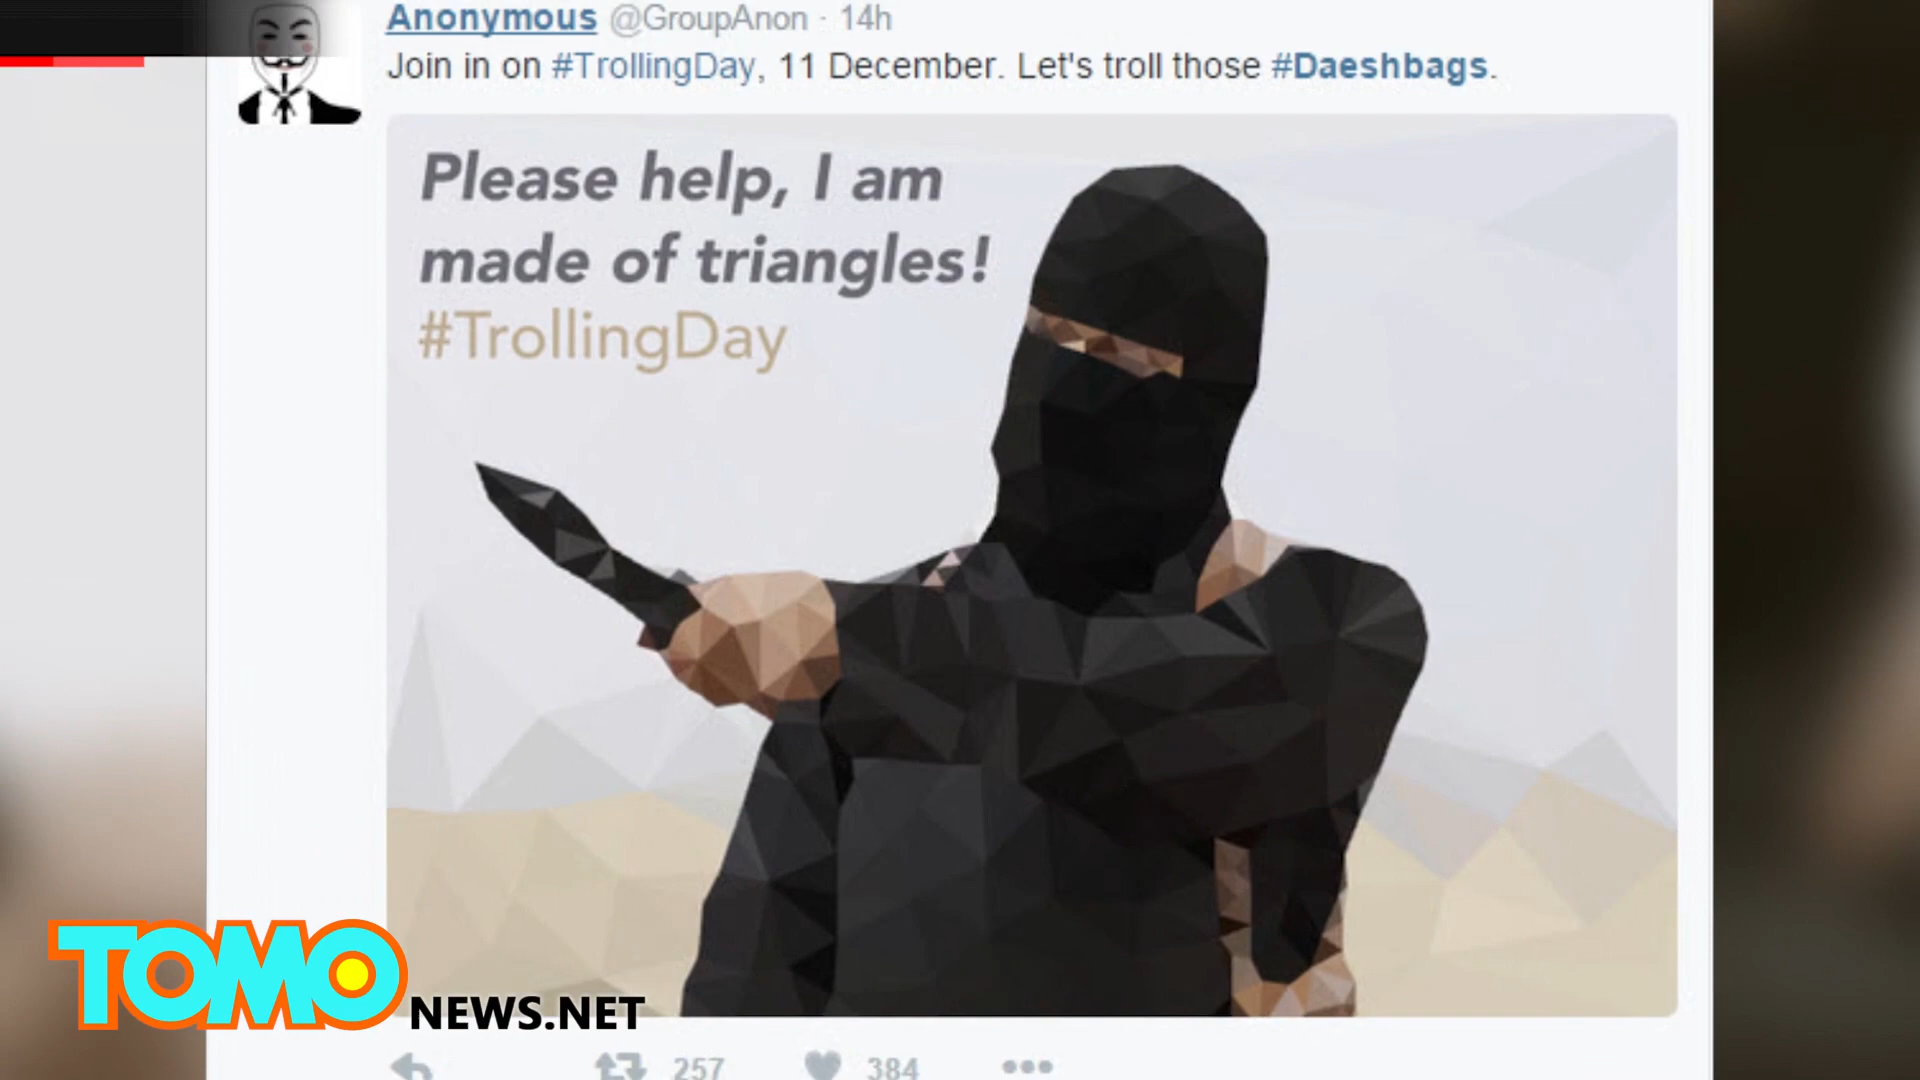 Anonymous @GroupAnon · 14h
Join in on #TrollingDay, 11 December. Let's troll those #Daeshbags.
Please help, I am
made of triangles!
#TrollingDay
TOMO NEWS.NET
257 384